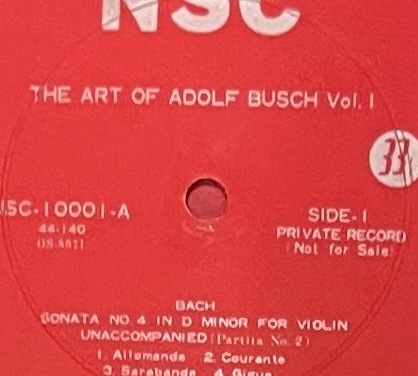 NSC
THE ART OF ADOLF BUSCH Vol. 1
33
SC-10001-A
44-140
SIDE-1
PRIVATE RECORD
Not for Sale
BACH
SONATA NO. 4 IN D MINOR FOR VIOLIN
UNACCOMPANIED (Partita No. 2)
1. Allemande 2. Courante
3. Sarabande 4. Gigue